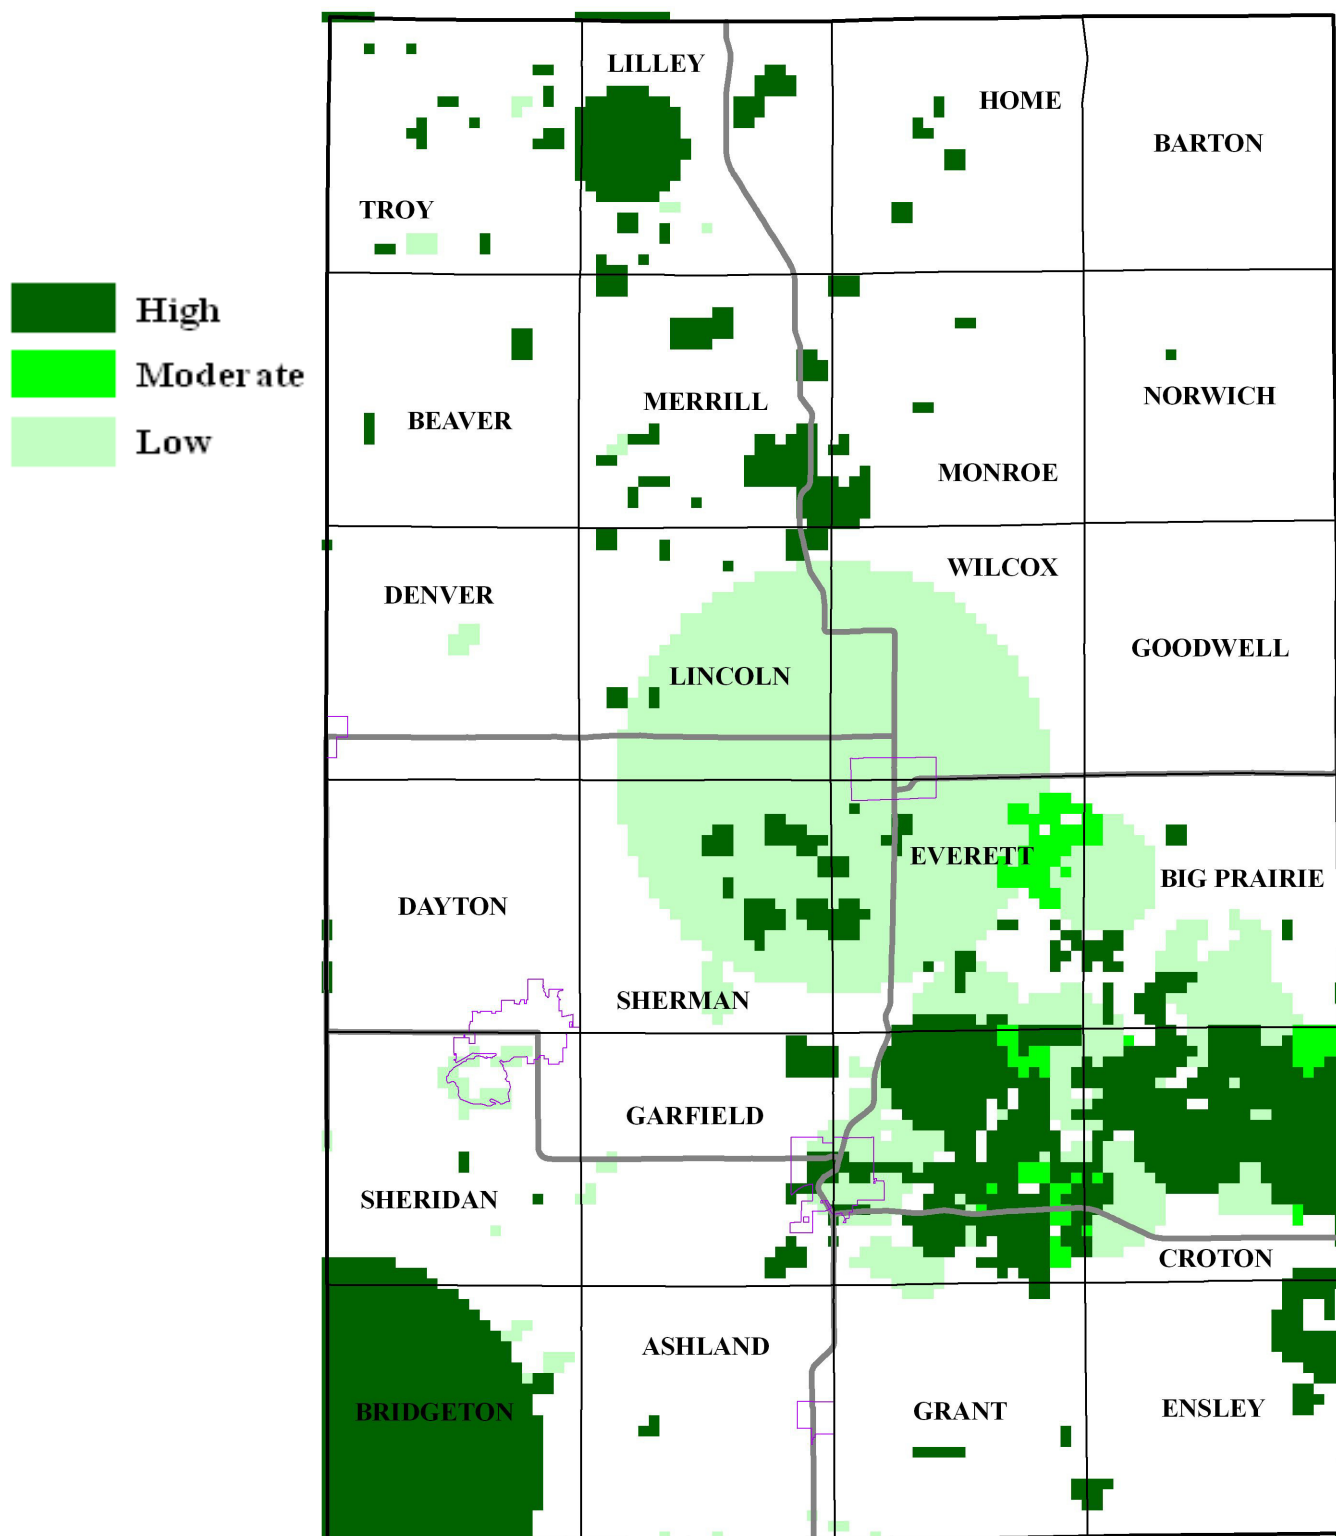 LILLEY
HOME
BARTON
TROY
High
Moderate
Low
MERRILL
NORWICH
BEAVER
MONROE
WILCOX
DENVER
GOODWELL
LINCOLN
EVERETT
BIG PRAIRIE
DAYTON
SHERMAN
GARFIELD
SHERIDAN
CROTON
ASHLAND
BRIDGETON
GRANT
ENSLEY